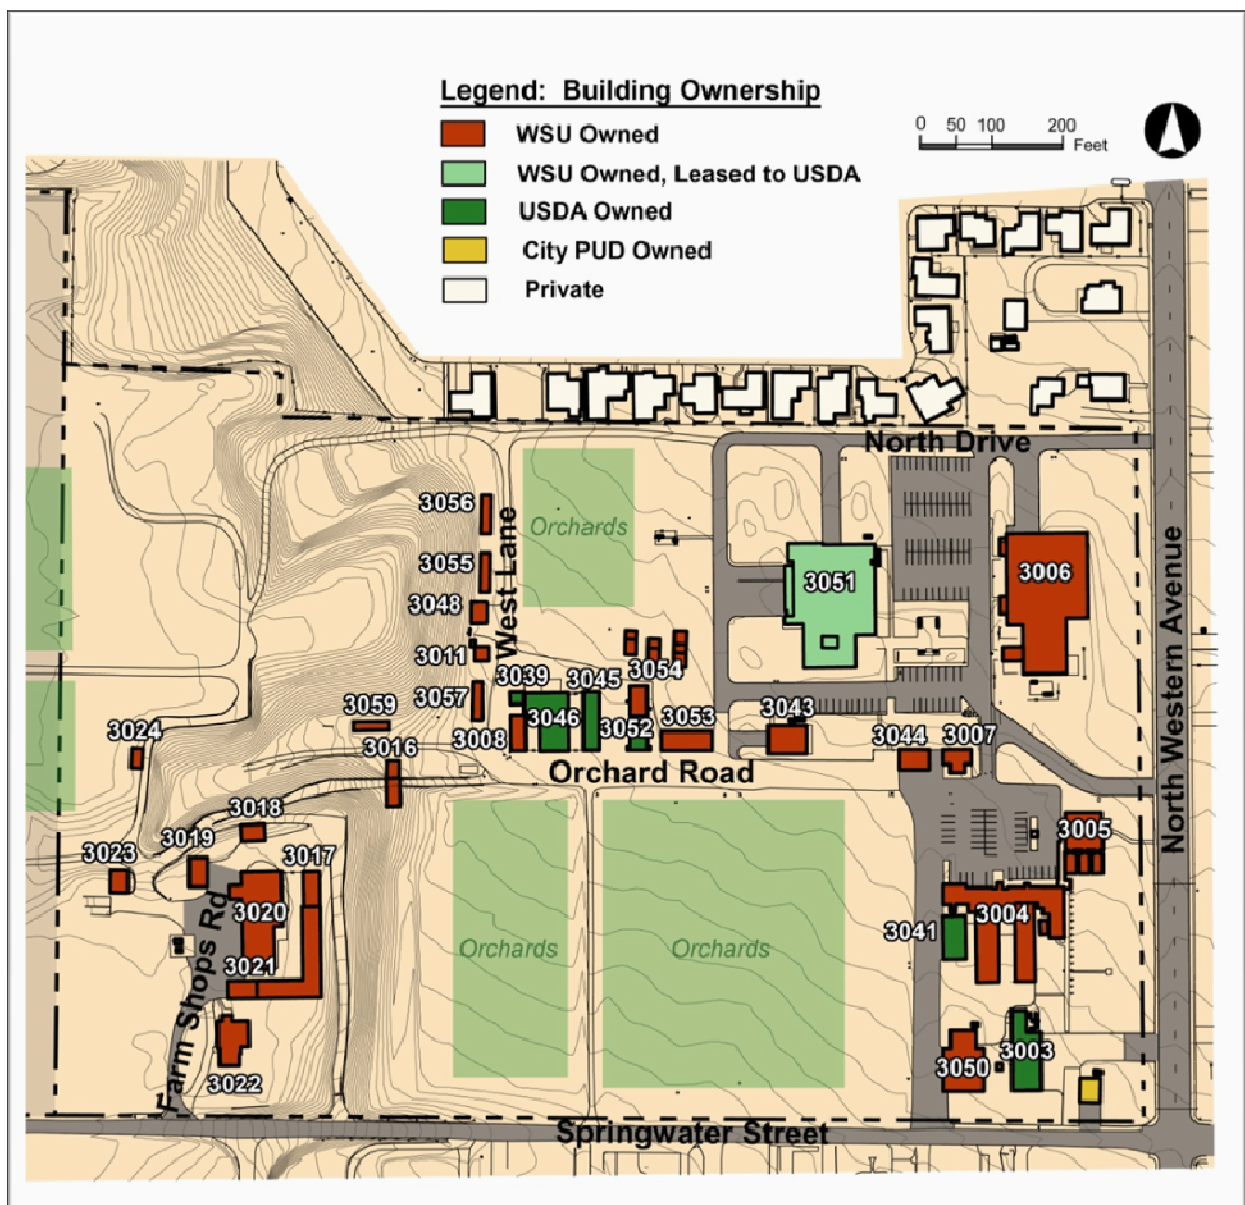 Legend: Building Ownership
WSU Owned
WSU Owned, Leased to USDA
USDA Owned
City PUD Owned
Private
0 50 100 200
Feet
North Drive
3056
Orchards
West Lane
3055
3051
3006
North Western Avenue
3048
3011
3039
3045
3054
3057
3059
3046
3052
3053
3043
3008
3024
3016
3044
3007
Orchard Road
3018
3019
3017
3005
3023
3020
3004
3041
Orchards
Orchards
3021
Farm Shops Rd
3003
3050
3022
Springwater Street